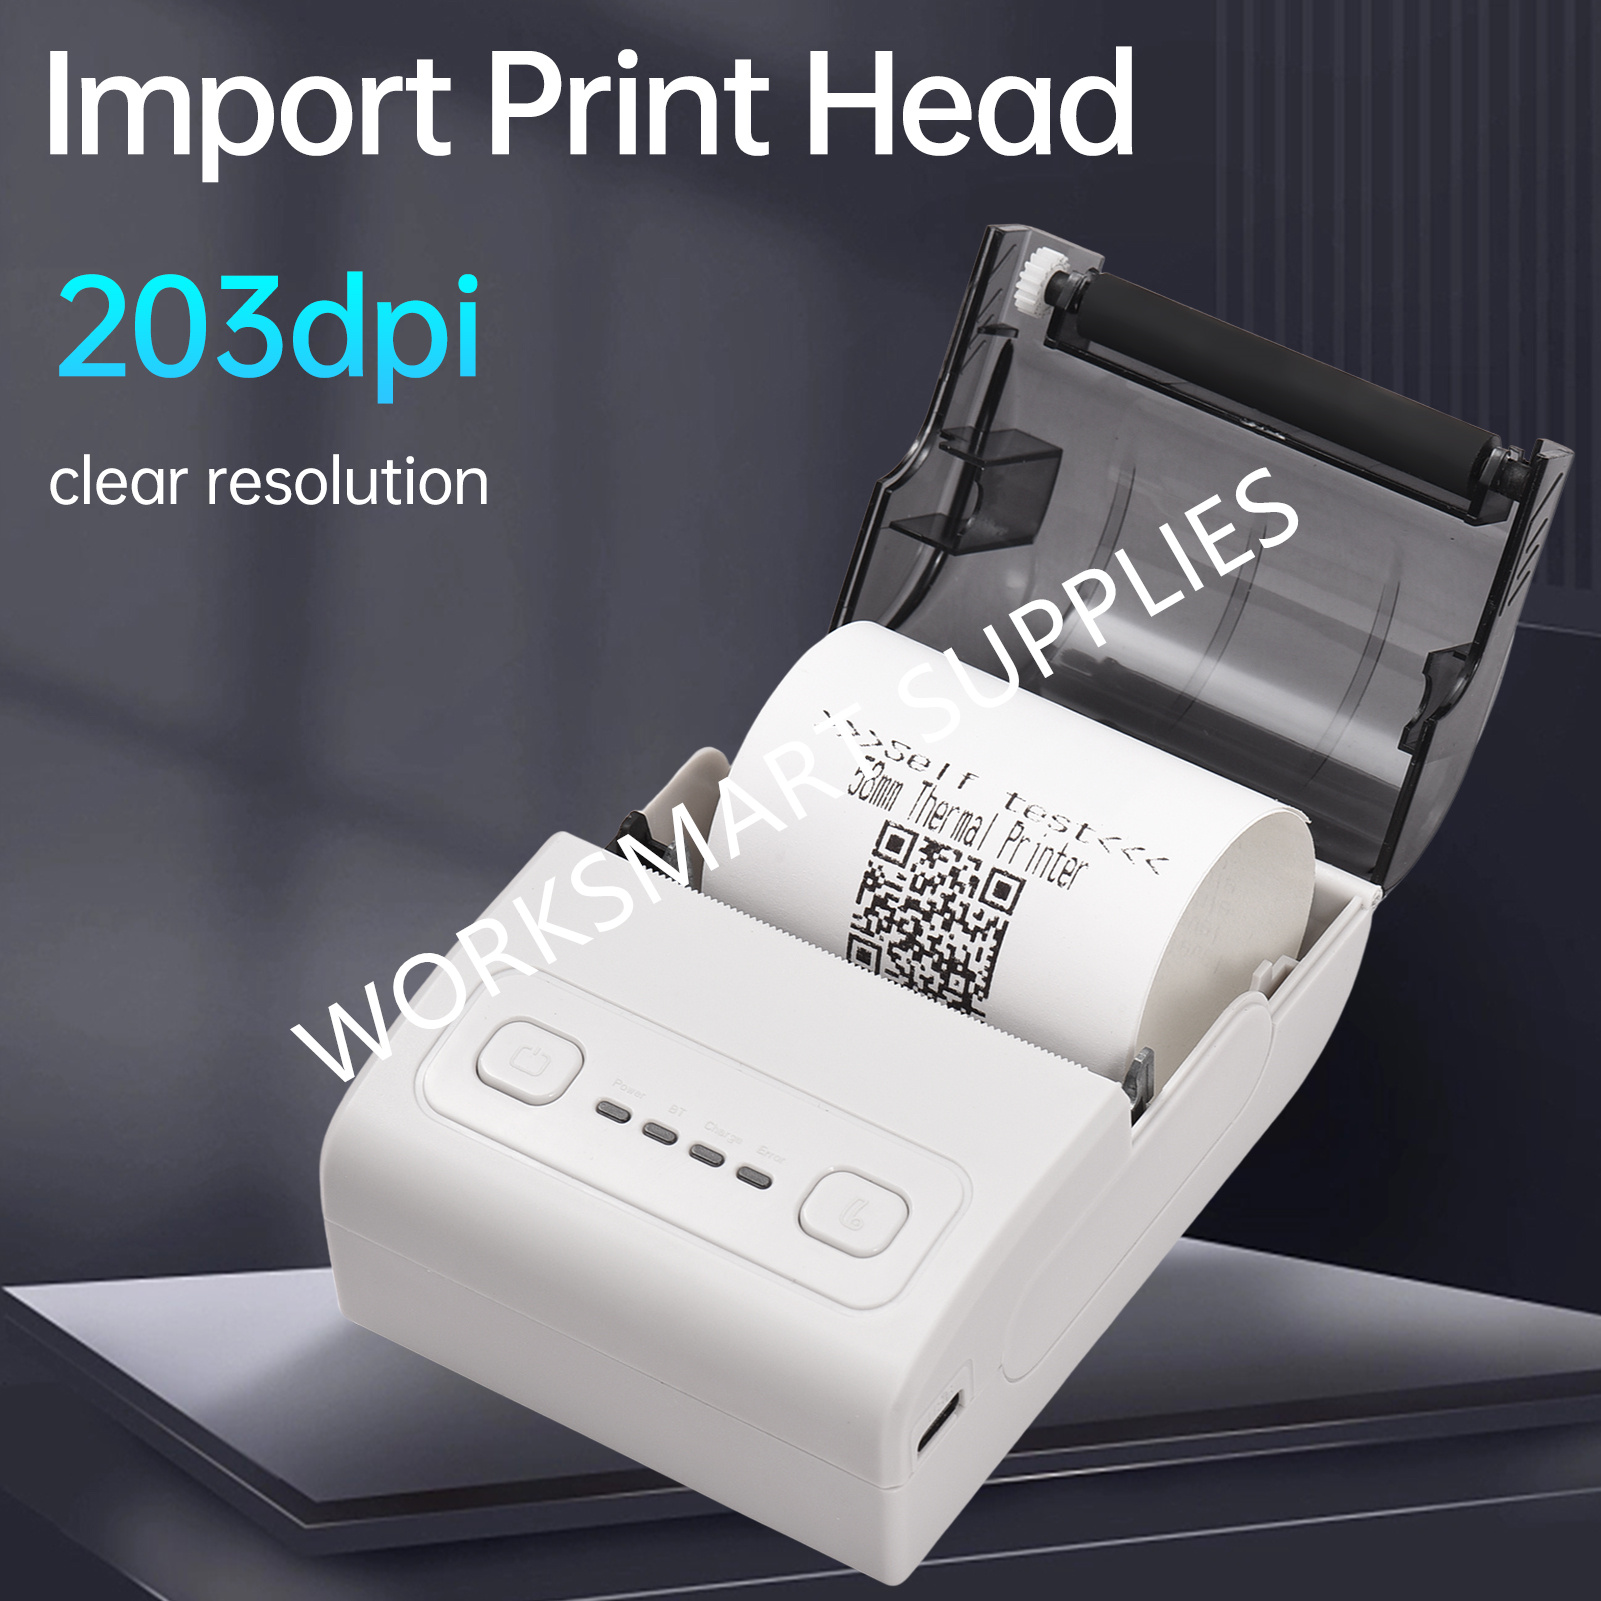 Import Print Head
203dpi
clear resolution
WORKSMART SUPPLIES
>>>Self test<<<
58mm Thermal Printer
Power
BT
Charge
Error